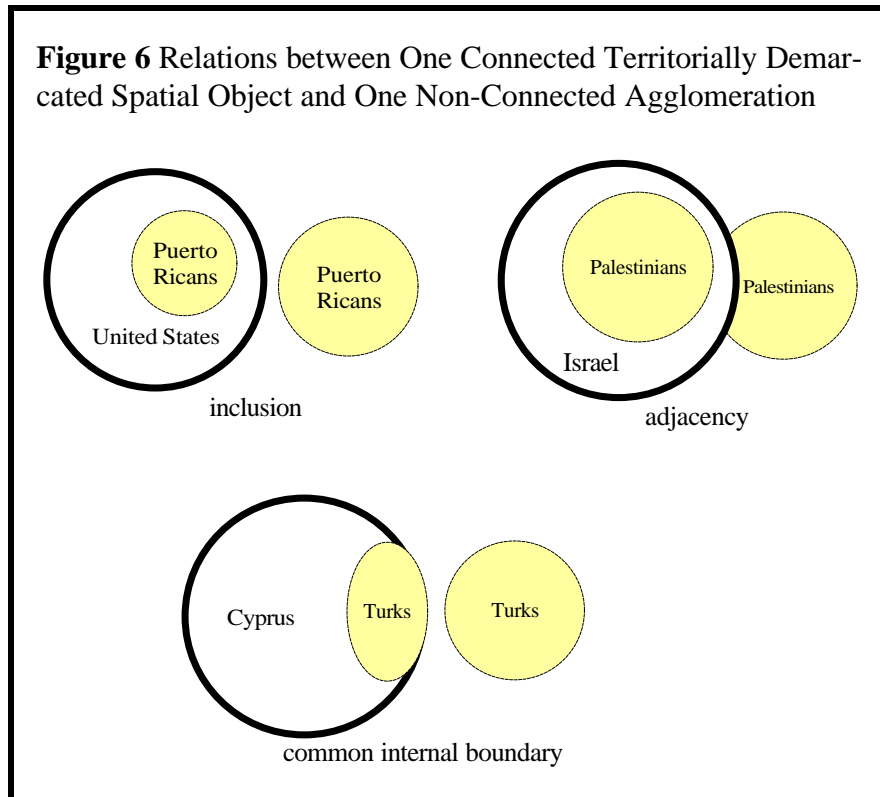 Figure 6 Relations between One Connected Territorially Demar-
cated Spatial Object and One Non-Connected Agglomeration
Puerto
Ricans
Puerto
Ricans
United States
inclusion
Palestinians
Palestinians
Israel
adjacency
Cyprus
Turks
Turks
common internal boundary